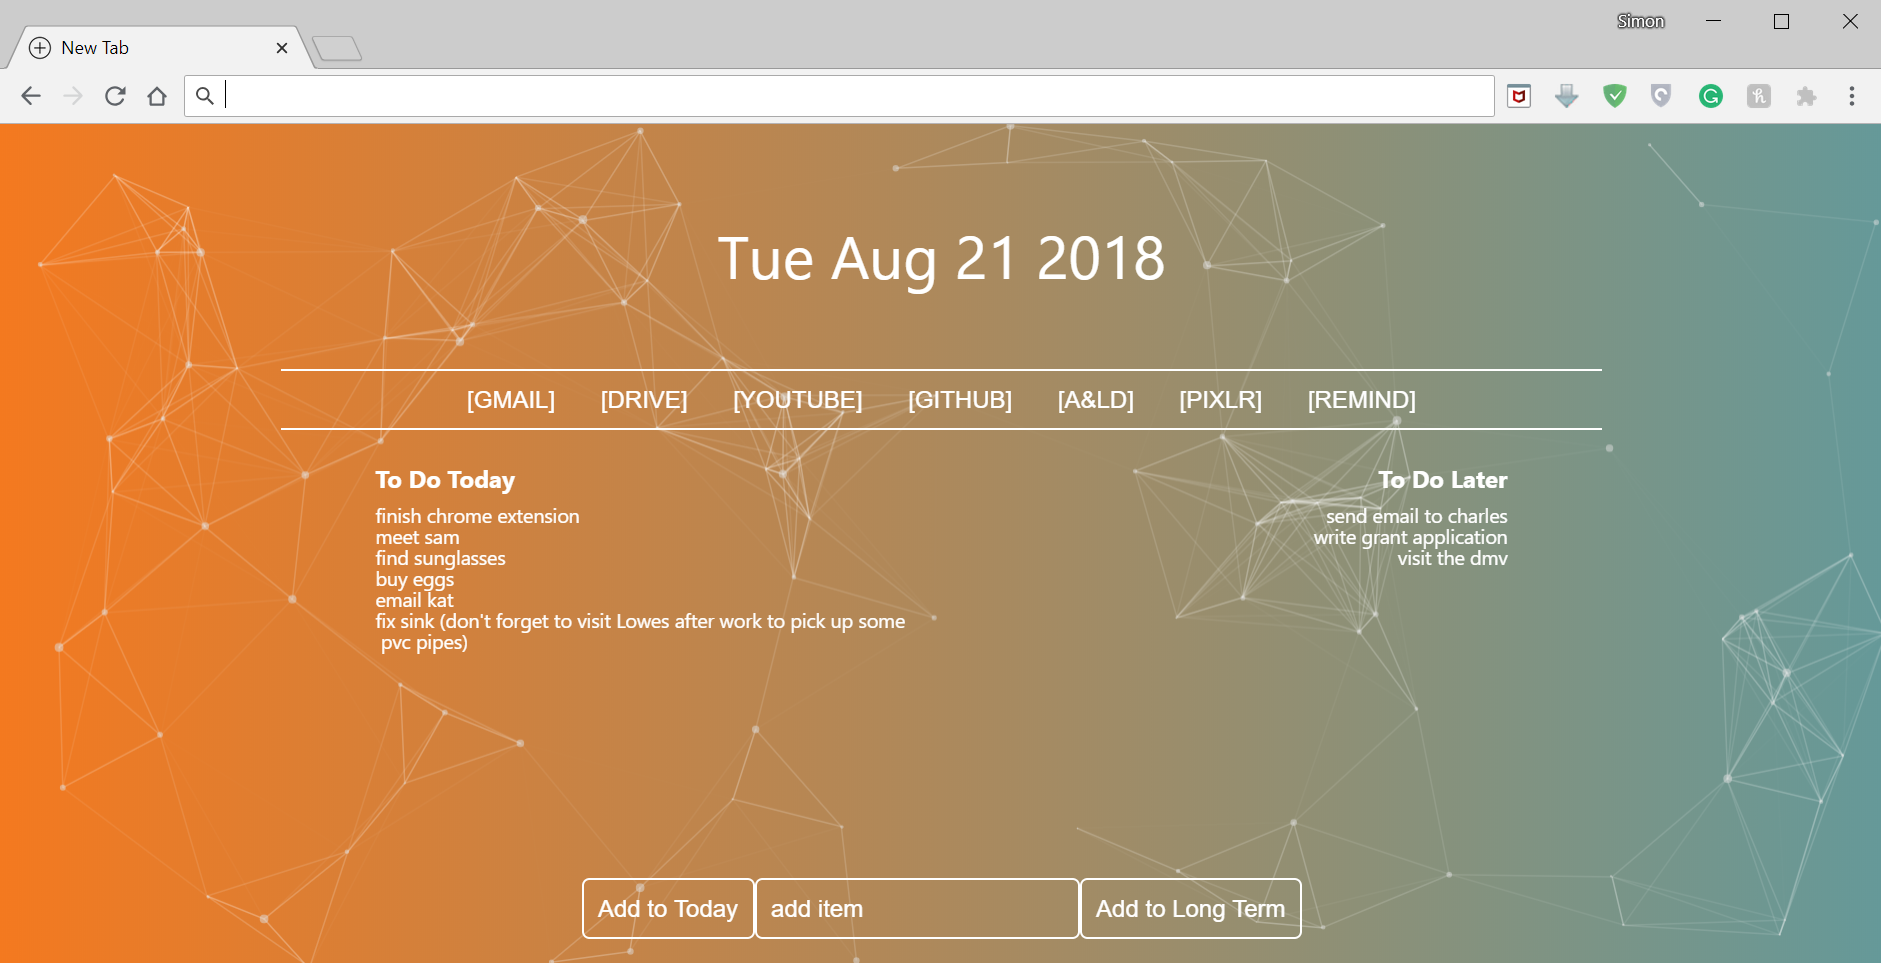 Simon
New Tab
Tue Aug 21 2018
[GMAIL] [DRIVE] [YOUTUBE] [GITHUB] [A&LD] [PIXLR] [REMIND]
To Do Today
finish chrome extension
meet sam
find sunglasses
buy eggs
email kat
fix sink (don't forget to visit Lowes after work to pick up some
pvc pipes)
To Do Later
send email to charles
write grant application
visit the dmv
Add to Today add item Add to Long Term